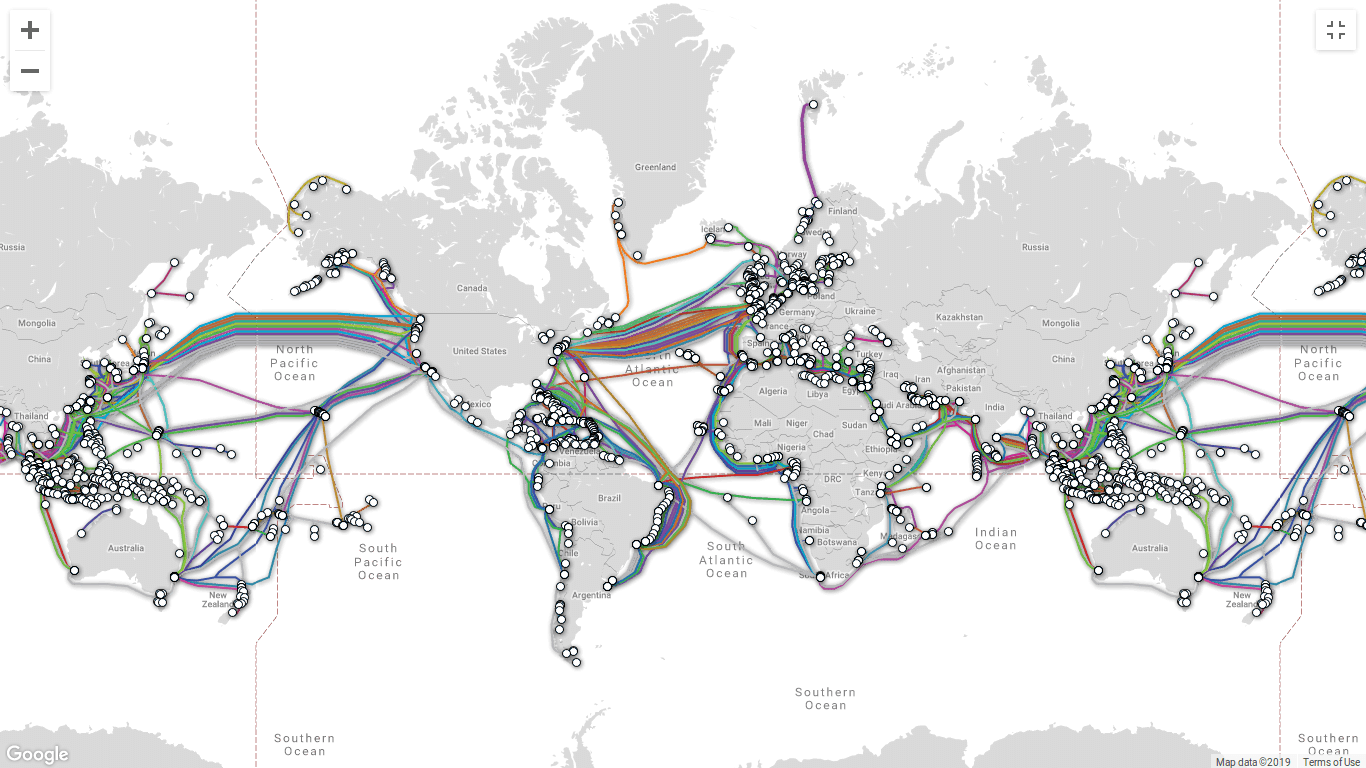 Greenland
Iceland
Finland
Sweden
Norway
Russia
Russia
Canada
Poland
Germany
Ukraine
Kazakhstan
Mongolia
Mongolia
North
Pacific
Ocean
United States
North
Atlantic
Ocean
Spain
Turkey
China
China
North
Pacific
Ocean
Afghanistan
Iraq
Iran
Pakistan
Algeria
Libya
Egypt
Saudi Arabia
India
Mexico
Thailand
Thailand
Mali
Niger
Chad
Sudan
Nigeria
Ethiopia
Venezuela
Colombia
Kenya
DRC
Brazil
Peru
Angola
Bolivia
Namibia
Botswana
Madagascar
Chile
South Africa
Australia
Australia
South
Pacific
Ocean
South
Atlantic
Ocean
Indian
Ocean
Argentina
New
Zealand
New
Zealand
Southern
Ocean
Southern
Ocean
Southern
Ocean
Google
Map data ©2019
Terms of Use